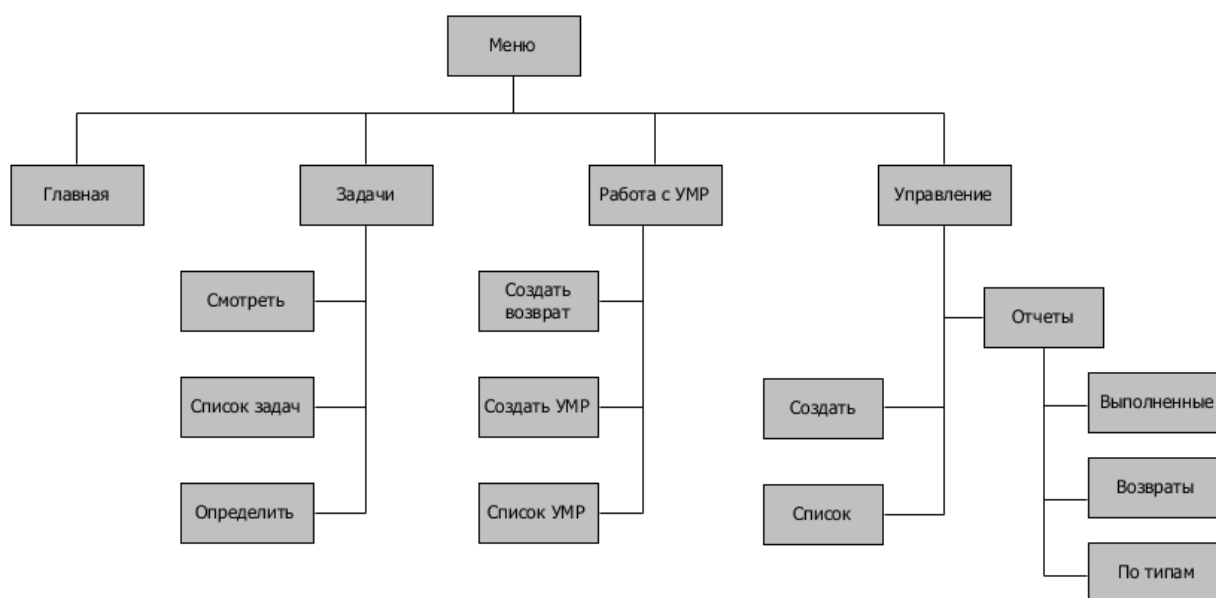 Меню
Главная
Задачи
Работа с УМР
Управление
Смотреть
Создать
возврат
Отчеты
Список задач
Создать УМР
Создать
Выполненные
Определить
Список УМР
Список
Возвраты
По типам